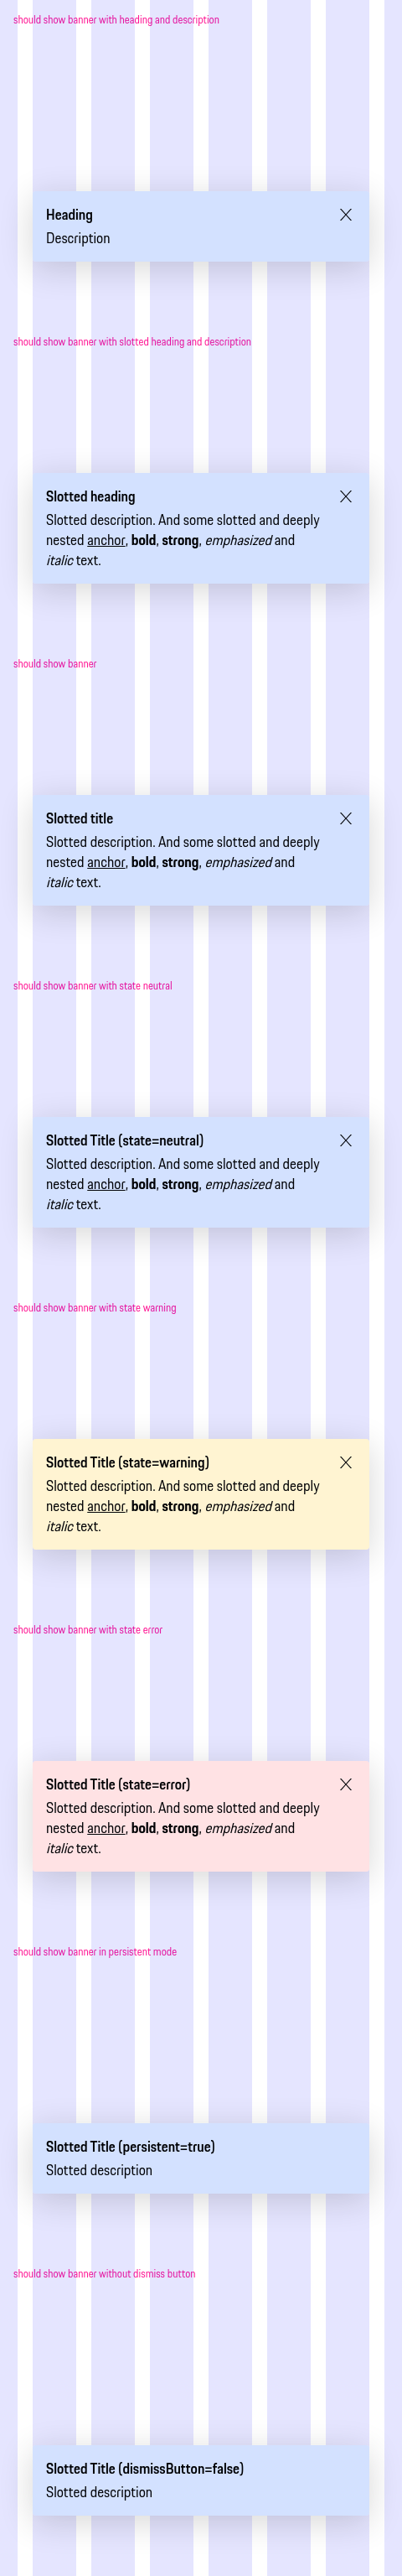 should show banner with heading and description
Heading
Description
should show banner with slotted heading and description
Slotted heading
Slotted description. And some slotted and deeply
nested anchor, bold, strong, emphasized and
italic text.
should show banner
Slotted title
Slotted description. And some slotted and deeply
nested anchor, bold, strong, emphasized and
italic text.
should show banner with state neutral
Slotted Title (state=neutral)
Slotted description. And some slotted and deeply
nested anchor, bold, strong, emphasized and
italic text.
should show banner with state warning
Slotted Title (state=warning)
Slotted description. And some slotted and deeply
nested anchor, bold, strong, emphasized and
italic text.
should show banner with state error
Slotted Title (state=error)
Slotted description. And some slotted and deeply
nested anchor, bold, strong, emphasized and
italic text.
should show banner in persistent mode
Slotted Title (persistent=true)
Slotted description
should show banner without dismiss button
Slotted Title (dismissButton=false)
Slotted description